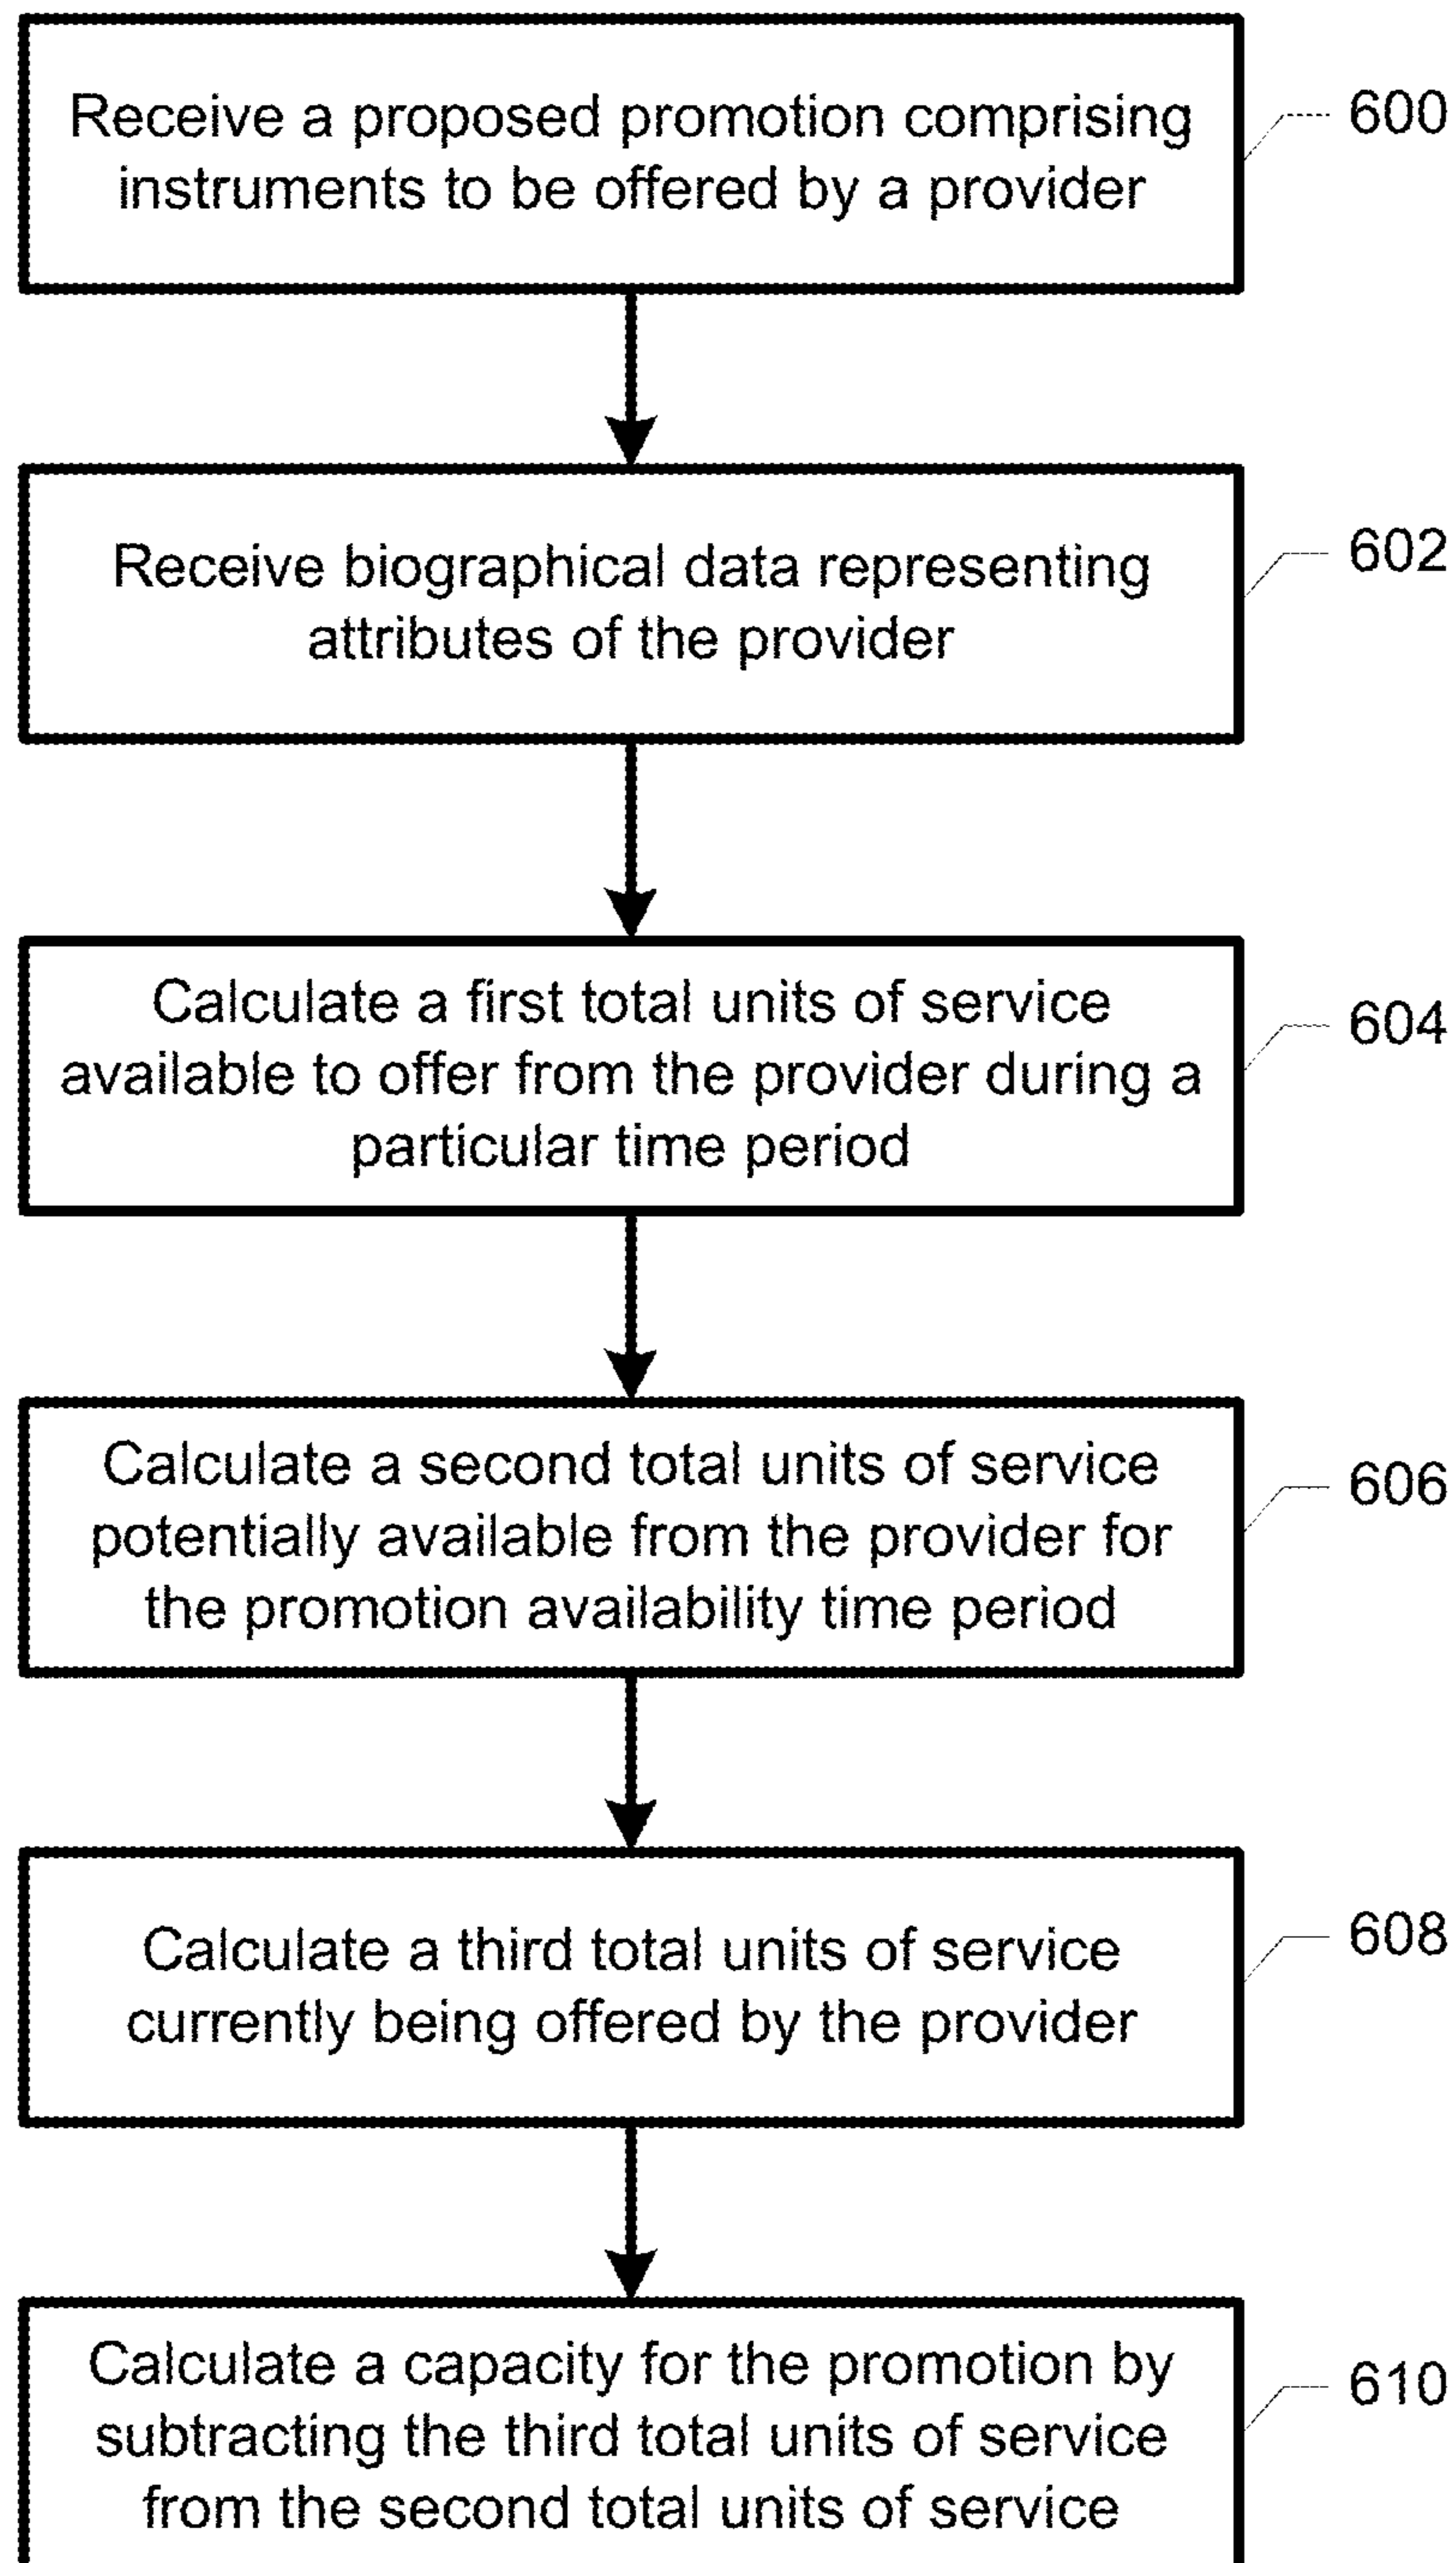 Receive a proposed promotion comprising
instruments to be offered by a provider
600
Receive biographical data representing
attributes of the provider
602
Calculate a first total units of service
available to offer from the provider during a
particular time period
604
Calculate a second total units of service
potentially available from the provider for
the promotion availability time period
606
Calculate a third total units of service
currently being offered by the provider
608
Calculate a capacity for the promotion by
subtracting the third total units of service
from the second total units of service
610